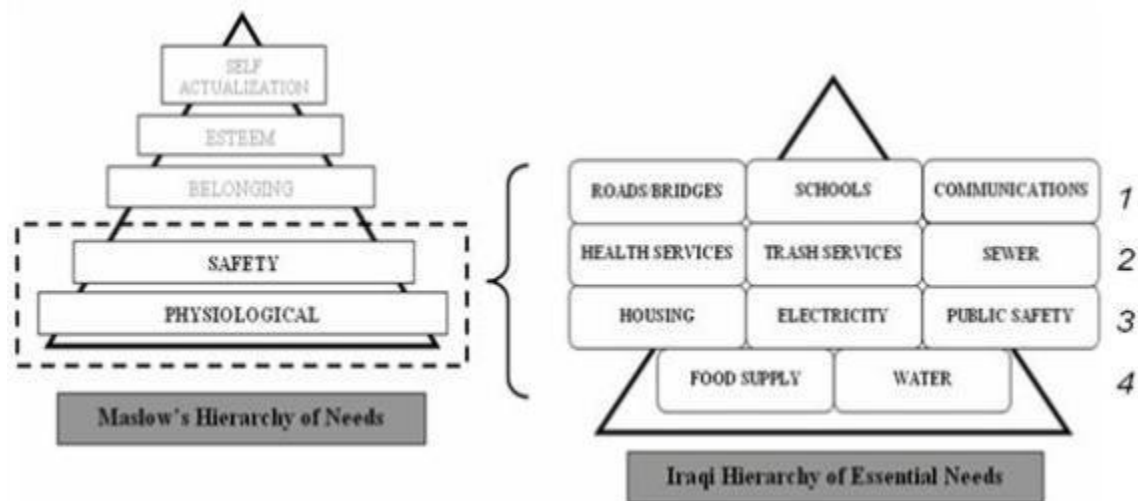 SELF
ACTUALIZATION
ESTEEM
BELONGING
SAFETY
PHYSIOLOGICAL
Maslow's Hierarchy of Needs
ROADS/BRIDGES SCHOOLS COMMUNICATIONS 1
HEALTH SERVICES TRASH SERVICES SEWER 2
HOUSING ELECTRICITY PUBLIC SAFETY 3
FOOD SUPPLY WATER 4
Iraqi Hierarchy of Essential Needs